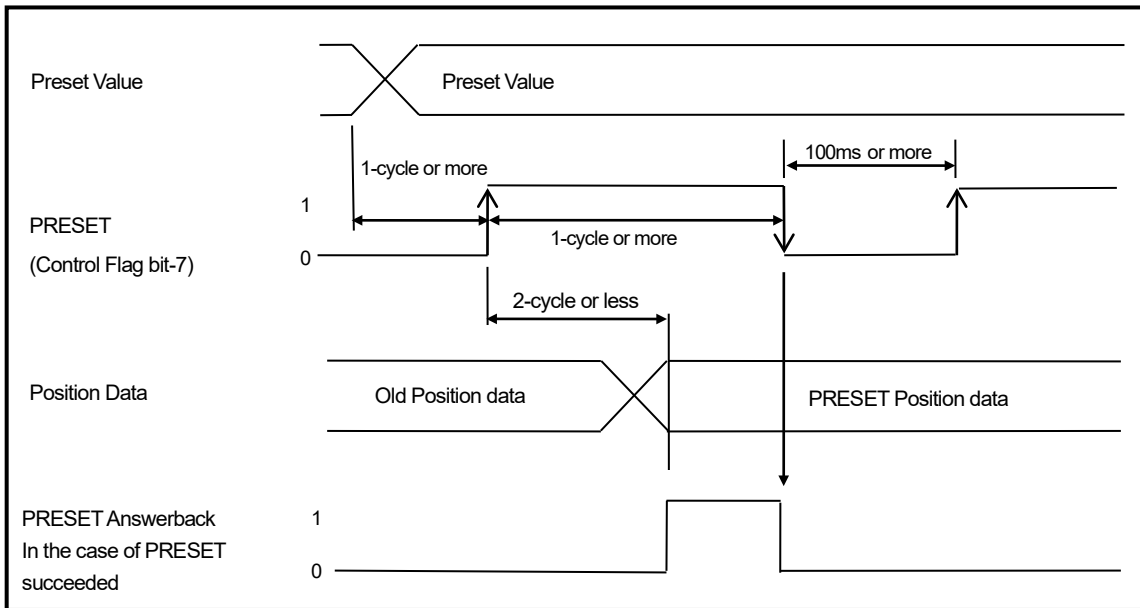 Preset Value
Preset Value
1-cycle or more
100ms or more
1
PRESET
(Control Flag bit-7)
0
1-cycle or more
2-cycle or less
Position Data
Old Position data
PRESET Position data
PRESET Answerback
In the case of PRESET
succeeded
1
0